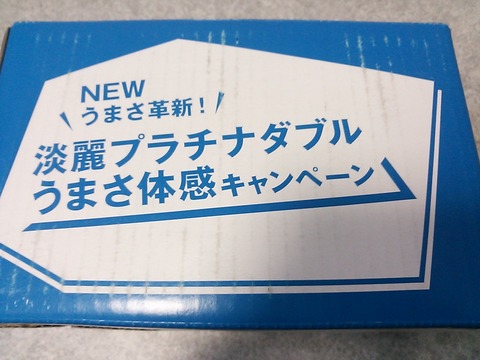 NEW
うまさ革新!
淡麗プラチナダブル
うまさ体感キャンペーン